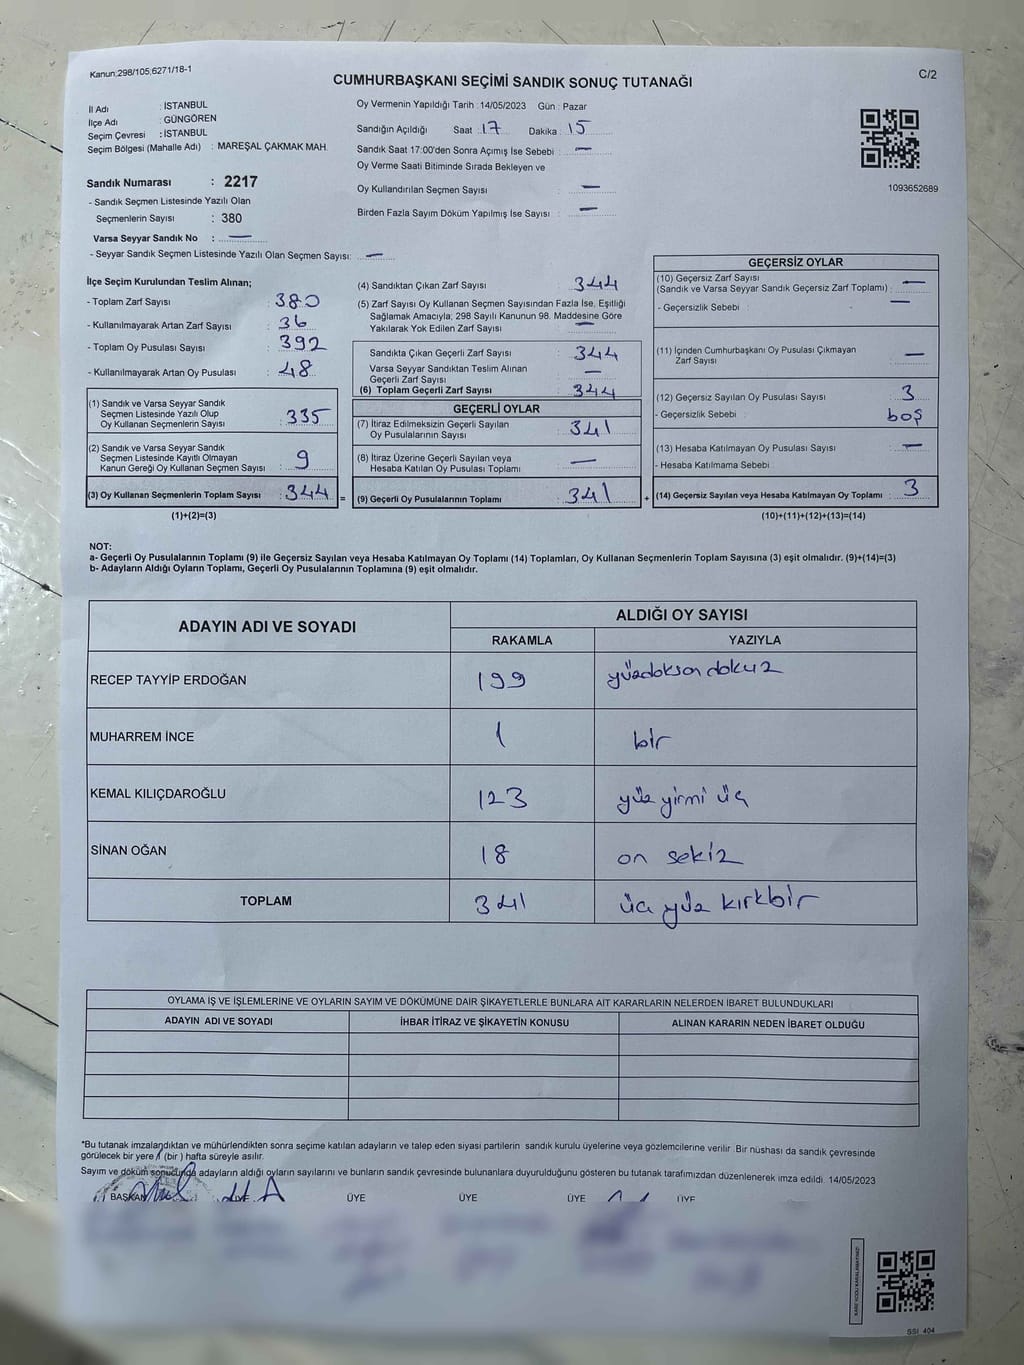 Kanun;298/105;6271/18-1
CUMHURBAŞKANI SEÇİMİ SANDIK SONUÇ TUTANAĞI
C/2
İl Adı : İSTANBUL
İlçe Adı : GÜNGÖREN
Seçim Çevresi : İSTANBUL
Seçim Bölgesi (Mahalle Adı) : MAREŞAL ÇAKMAK MAH.
Sandık Numarası : 2217
- Sandık Seçmen Listesinde Yazılı Olan
Seçmenlerin Sayısı : 380
Varsa Seyyar Sandık No : —
- Seyyar Sandık Seçmen Listesinde Yazılı Olan Seçmen Sayısı: —
Oy Vermenin Yapıldığı Tarih : 14/05/2023 Gün : Pazar
Sandığın Açıldığı Saat : 17 Dakika : 15
Sandık Saat 17:00'den Sonra Açımış İse Sebebi : —
Oy Verme Saati Bitiminde Sırada Bekleyen ve
Oy Kullandırılan Seçmen Sayısı : —
Birden Fazla Sayım Döküm Yapılmış İse Sayısı : —
1093652689
İlçe Seçim Kurulundan Teslim Alınan;
- Toplam Zarf Sayısı : 380
- Kullanılmayarak Artan Zarf Sayısı : 36
- Toplam Oy Pusulası Sayısı : 392
- Kullanılmayarak Artan Oy Pusulası : 48
(1) Sandık ve Varsa Seyyar Sandık
Seçmen Listesinde Yazılı Olup
Oy Kullanan Seçmenlerin Sayısı : 335
(2) Sandık ve Varsa Seyyar Sandık
Seçmen Listesinde Kayıtlı Olmayan
Kanun Gereği Oy Kullanan Seçmen Sayısı : 9
(3) Oy Kullanan Seçmenlerin Toplam Sayısı : 344 =
(1)+(2)=(3)
(4) Sandıktan Çıkan Zarf Sayısı : 344
(5) Zarf Sayısı Oy Kullanan Seçmen Sayısından Fazla İse, Eşitliği
Sağlamak Amacıyla; 298 Sayılı Kanunun 98. Maddesine Göre
Yakılarak Yok Edilen Zarf Sayısı : —
Sandıkta Çıkan Geçerli Zarf Sayısı : 344
Varsa Seyyar Sandıktan Teslim Alınan
Geçerli Zarf Sayısı : —
(6) Toplam Geçerli Zarf Sayısı : 344
GEÇERLİ OYLAR
(7) İtiraz Edilmeksizin Geçerli Sayılan
Oy Pusulalarının Sayısı : 341
(8) İtiraz Üzerine Geçerli Sayılan veya
Hesaba Katılan Oy Pusulası Toplamı : —
(9) Geçerli Oy Pusulalarının Toplamı : 341 +
GEÇERSİZ OYLAR
(10) Geçersiz Zarf Sayısı
(Sandık ve Varsa Seyyar Sandık Geçersiz Zarf Toplamı) : —
- Geçersizlik Sebebi : —
(11) İçinden Cumhurbaşkanı Oy Pusulası Çıkmayan
Zarf Sayısı : —
(12) Geçersiz Sayılan Oy Pusulası Sayısı : 3
- Geçersizlik Sebebi : boş
(13) Hesaba Katılmayan Oy Pusulası Sayısı : —
- Hesaba Katılmama Sebebi :
(14) Geçersiz Sayılan veya Hesaba Katılmayan Oy Toplamı : 3
(10)+(11)+(12)+(13)=(14)
NOT:
a- Geçerli Oy Pusulalarının Toplamı (9) ile Geçersiz Sayılan veya Hesaba Katılmayan Oy Toplamı (14) Toplamları, Oy Kullanan Seçmenlerin Toplam Sayısına (3) eşit olmalıdır. (9)+(14)=(3)
b- Adayların Aldığı Oyların Toplamı, Geçerli Oy Pusulalarının Toplamına (9) eşit olmalıdır.
ADAYIN ADI VE SOYADI ALDIĞI OY SAYISI
RAKAMLA YAZIYLA
RECEP TAYYİP ERDOĞAN 199 yüzdoksan dokuz
MUHARREM İNCE 1 bir
KEMAL KILIÇDAROĞLU 123 yüz yirmi üç
SİNAN OĞAN 18 on sekiz
TOPLAM 341 üç yüz kırkbir
OYLAMA İŞ VE İŞLEMLERİNE VE OYLARIN SAYIM VE DÖKÜMÜNE DAİR ŞİKAYETLERLE BUNLARA AİT KARARLARIN NELERDEN İBARET BULUNDUKLARI
ADAYIN ADI VE SOYADI İHBAR İTİRAZ VE ŞİKAYETİN KONUSU ALINAN KARARIN NEDEN İBARET OLDUĞU
*Bu tutanak imzalandıktan ve mühürlendikten sonra seçime katılan adayların ve talep eden siyasi partilerin sandık kurulu üyelerine veya gözlemcilerine verilir. Bir nüshası da sandık çevresinde
görülecek bir yere 1 (bir) hafta süreyle asılır.
Sayım ve döküm sonucunda adayların aldığı oyların sayılarını ve bunların sandık çevresinde bulunanlara duyurulduğunu gösteren bu tutanak tarafımızdan düzenlenerek imza edildi. 14/05/2023
BAŞKAN ÜYE ÜYE ÜYE ÜYE ÜYE
SSI 404